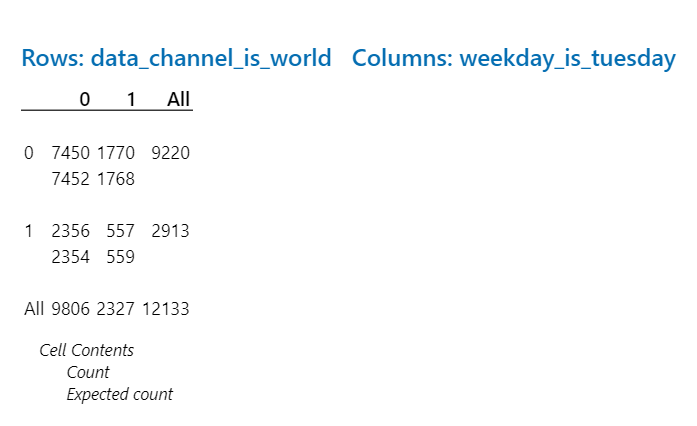 Rows: data_channel_is_world Columns: weekday_is_tuesday
0 1 All
0 7450 1770 9220
7452 1768
1 2356 557 2913
2354 559
All 9806 2327 12133
Cell Contents
Count
Expected count